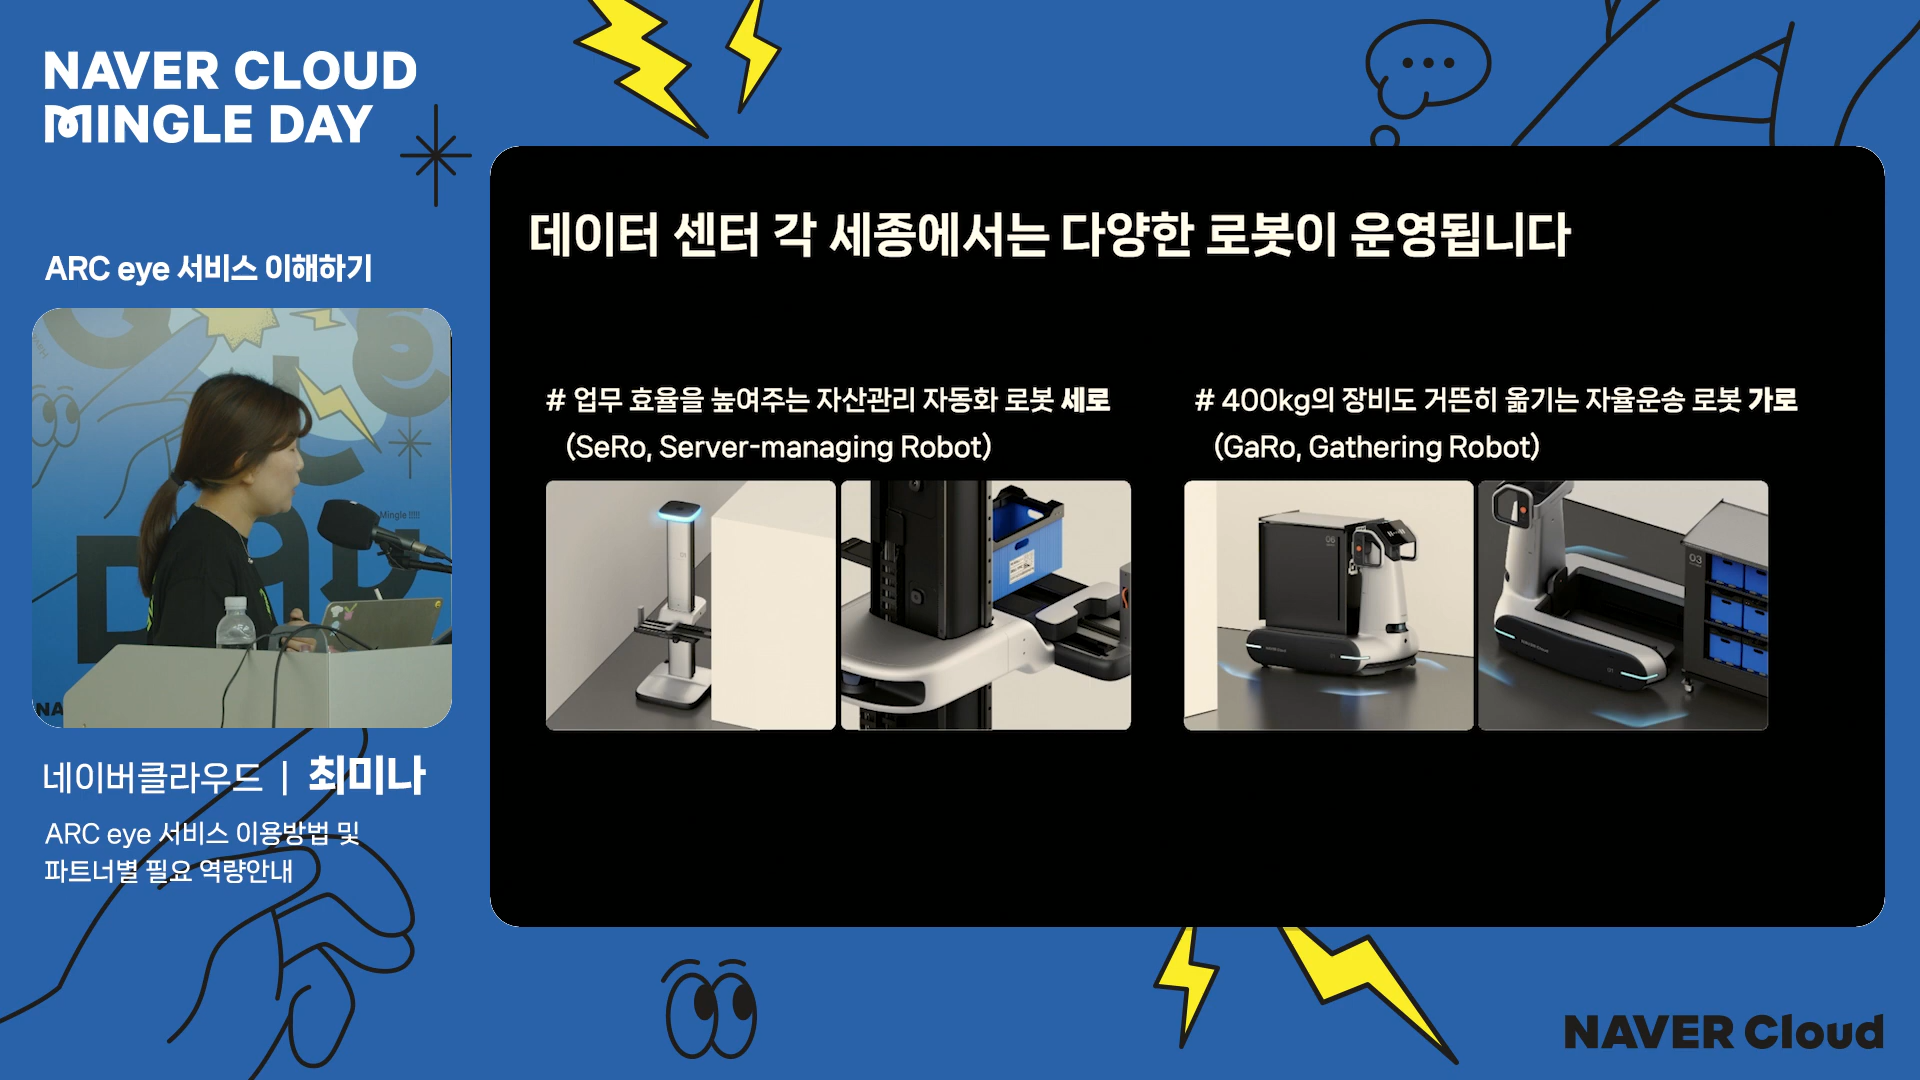 NAVER CLOUD
MINGLE DAY
ARC eye 서비스 이해하기
Mingle !!!!!
네이버클라우드 | 최미나
ARC eye 서비스 이용방법 및
파트너별 필요 역량안내
데이터 센터 각 세종에서는 다양한 로봇이 운영됩니다
# 업무 효율을 높여주는 자산관리 자동화 로봇 세로
(SeRo, Server-managing Robot)
# 400kg의 장비도 거뜬히 옮기는 자율운송 로봇 가로
(GaRo, Gathering Robot)
06
03
NAVER Cloud